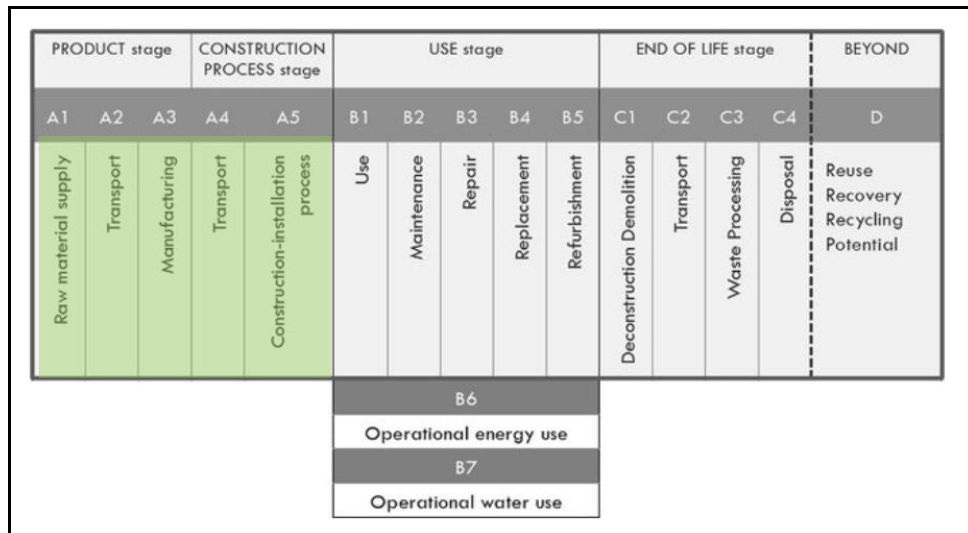 PRODUCT stage
CONSTRUCTION
PROCESS stage
USE stage
END OF LIFE stage
BEYOND
A1 A2 A3 A4 A5 B1 B2 B3 B4 B5 C1 C2 C3 C4 D
Raw material supply
Transport
Manufacturing
Transport
Construction-installation
process
Use
Maintenance
Repair
Replacement
Refurbishment
Deconstruction Demolition
Transport
Waste Processing
Disposal
Reuse
Recovery
Recycling
Potential
B6
Operational energy use
B7
Operational water use